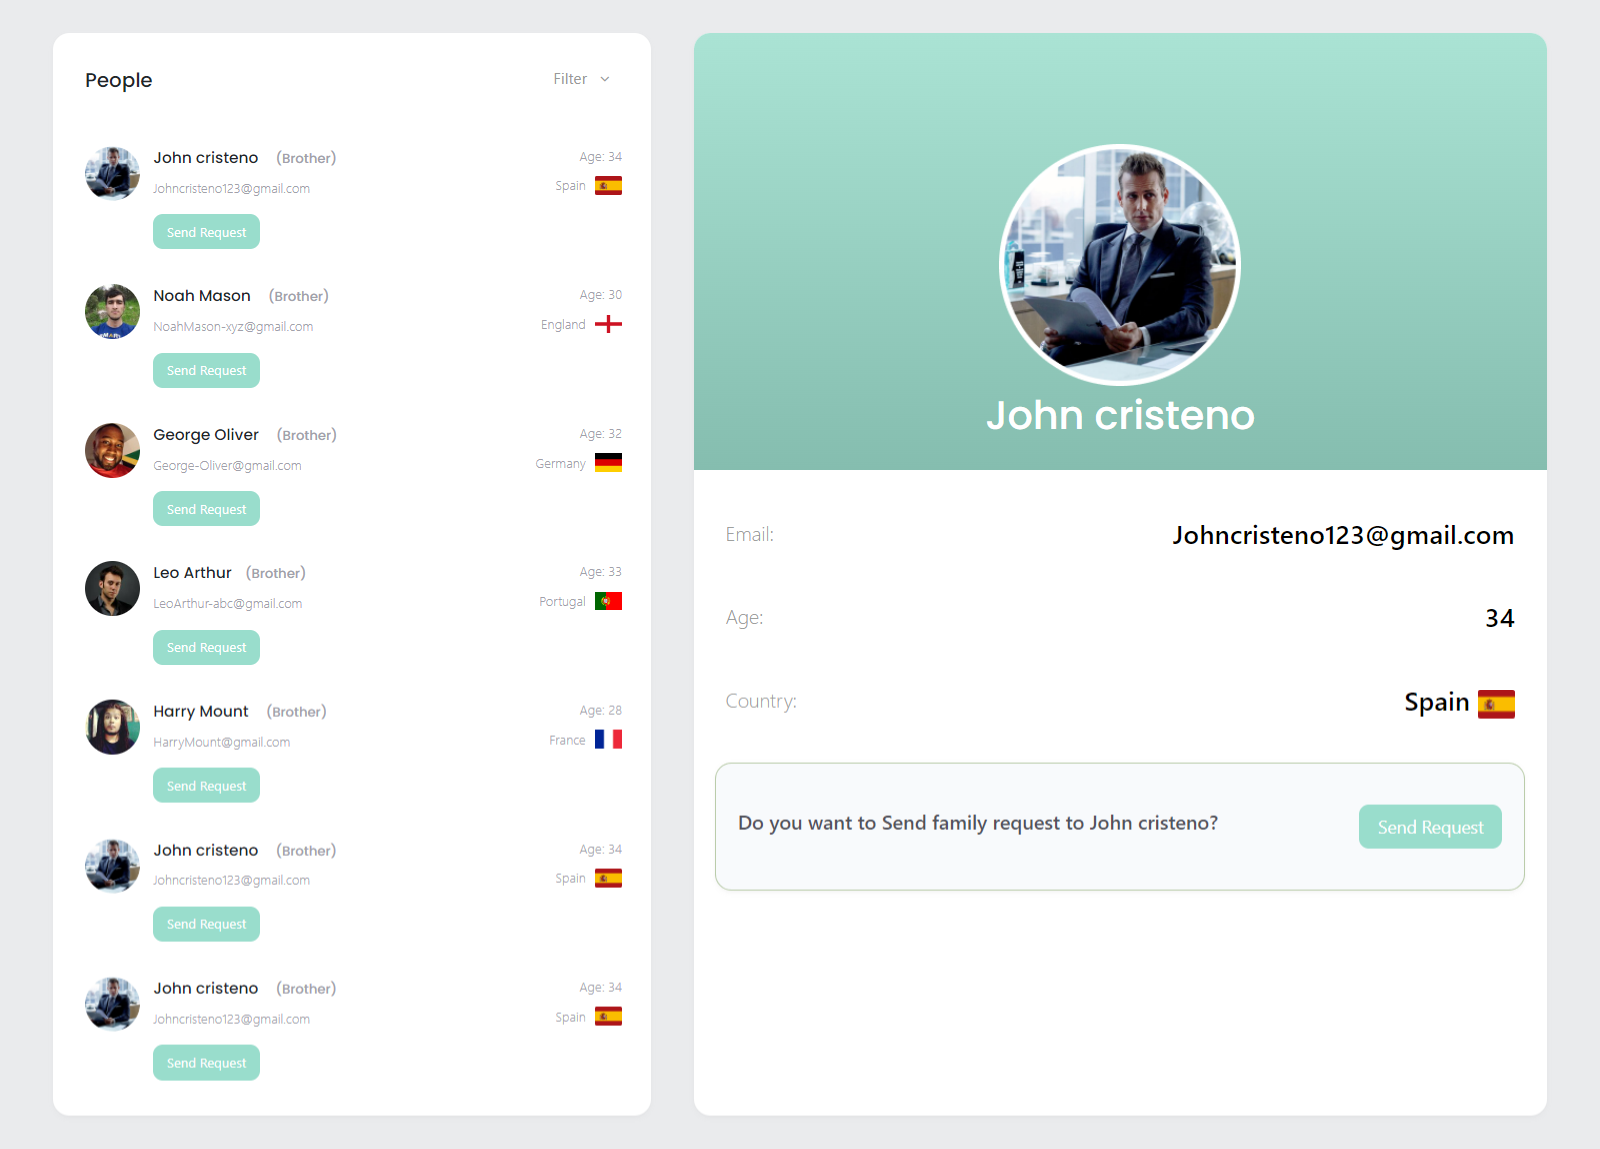 People
Filter
John cristeno (Brother)
Age: 34
Johncristeno123@gmail.com
Spain
Send Request
Noah Mason (Brother)
Age: 30
NoahMason-xyz@gmail.com
England
Send Request
George Oliver (Brother)
Age: 32
George-Oliver@gmail.com
Germany
Send Request
Leo Arthur (Brother)
Age: 33
LeoArthur-abc@gmail.com
Portugal
Send Request
Harry Mount (Brother)
Age: 28
HarryMount@gmail.com
France
Send Request
John cristeno (Brother)
Age: 34
Johncristeno123@gmail.com
Spain
Send Request
John cristeno (Brother)
Age: 34
Johncristeno123@gmail.com
Spain
Send Request
John cristeno
Email:
Johncristeno123@gmail.com
Age:
34
Country:
Spain
Do you want to Send family request to John cristeno?
Send Request